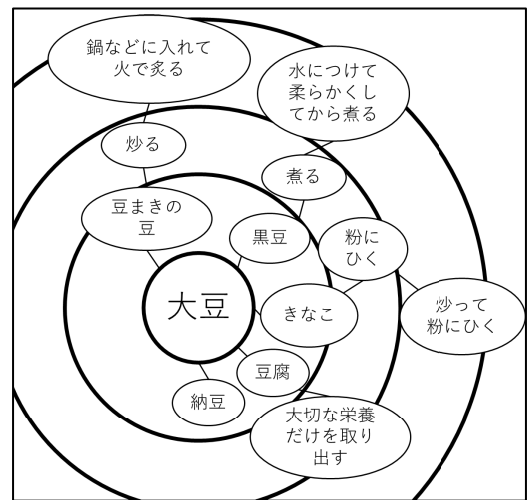 鍋などに入れて
火で炙る
水につけて
柔らかくし
てから煮る
炒る
煮る
豆まきの
豆
黒豆
粉に
ひく
大豆
きなこ
炒って
粉にひく
豆腐
納豆
大切な栄養
だけを取り
出す